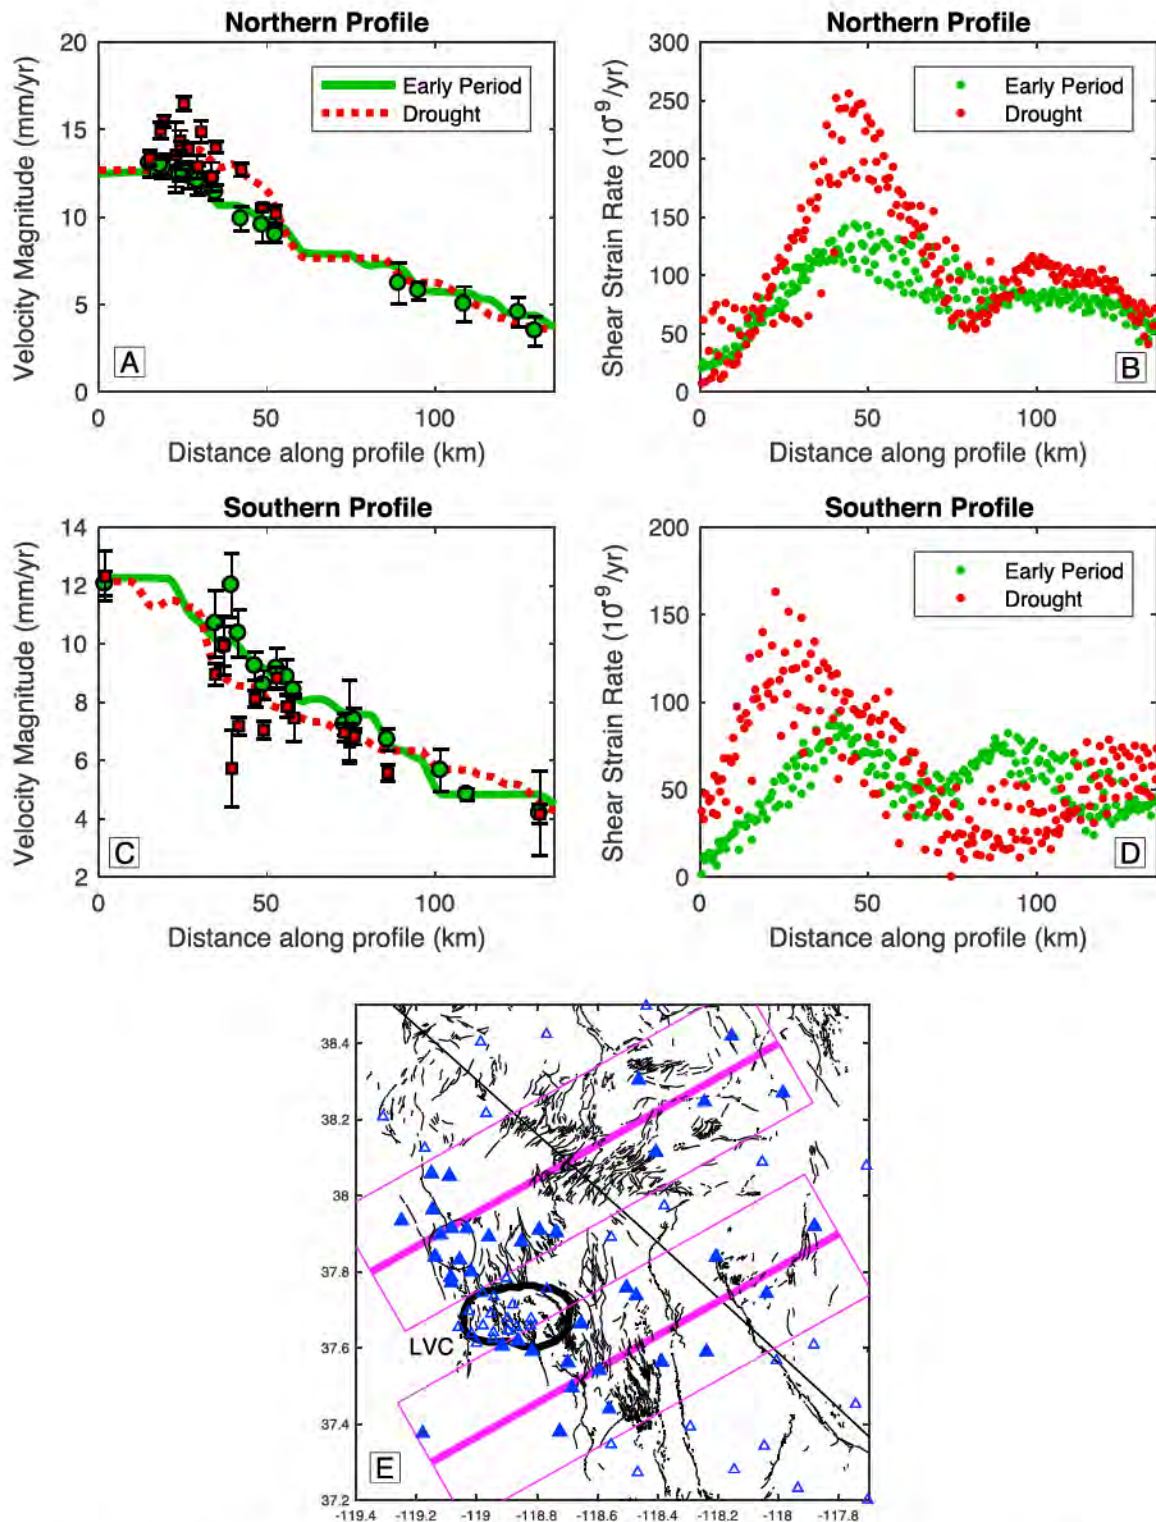 Northern Profile
Velocity Magnitude (mm/yr)
20
15
10
5
0
Early Period
Drought
A
0
50
100
Distance along profile (km)
Northern Profile
Shear Strain Rate (10⁻⁹/yr)
300
250
200
150
100
50
0
Early Period
Drought
B
0
50
100
Distance along profile (km)
Southern Profile
Velocity Magnitude (mm/yr)
14
12
10
8
6
4
2
Early Period
Drought
C
0
50
100
Distance along profile (km)
Southern Profile
Shear Strain Rate (10⁻⁹/yr)
200
150
100
50
0
Early Period
Drought
D
0
50
100
Distance along profile (km)
38.4
38.2
38
37.8
37.6
37.4
37.2
LVC
E
-119.4
-119.2
-119
-118.8
-118.6
-118.4
-118.2
-118
-117.8